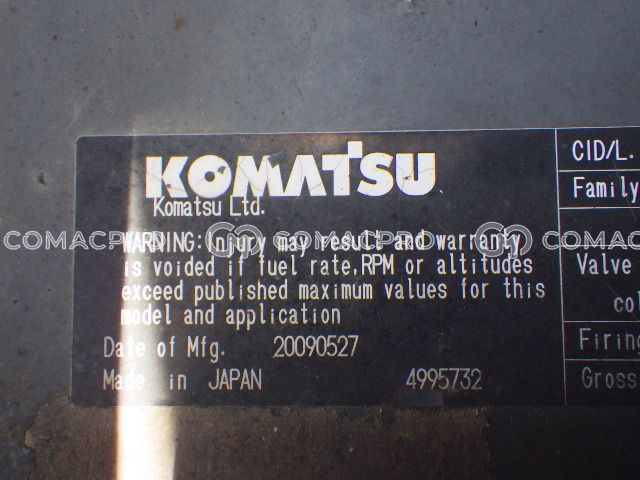 KOMATSU
Komatsu Ltd.
WARNING: Injury may result and warranty
is voided if fuel rate.RPM or altitudes
exceed published maximum values for this
model and application
Date of Mfg. 20090527
Made in JAPAN 4995732
CID/L.
Family
Valve
col
Firing
Gross
COMACPRO COMACPRO COMACPRO